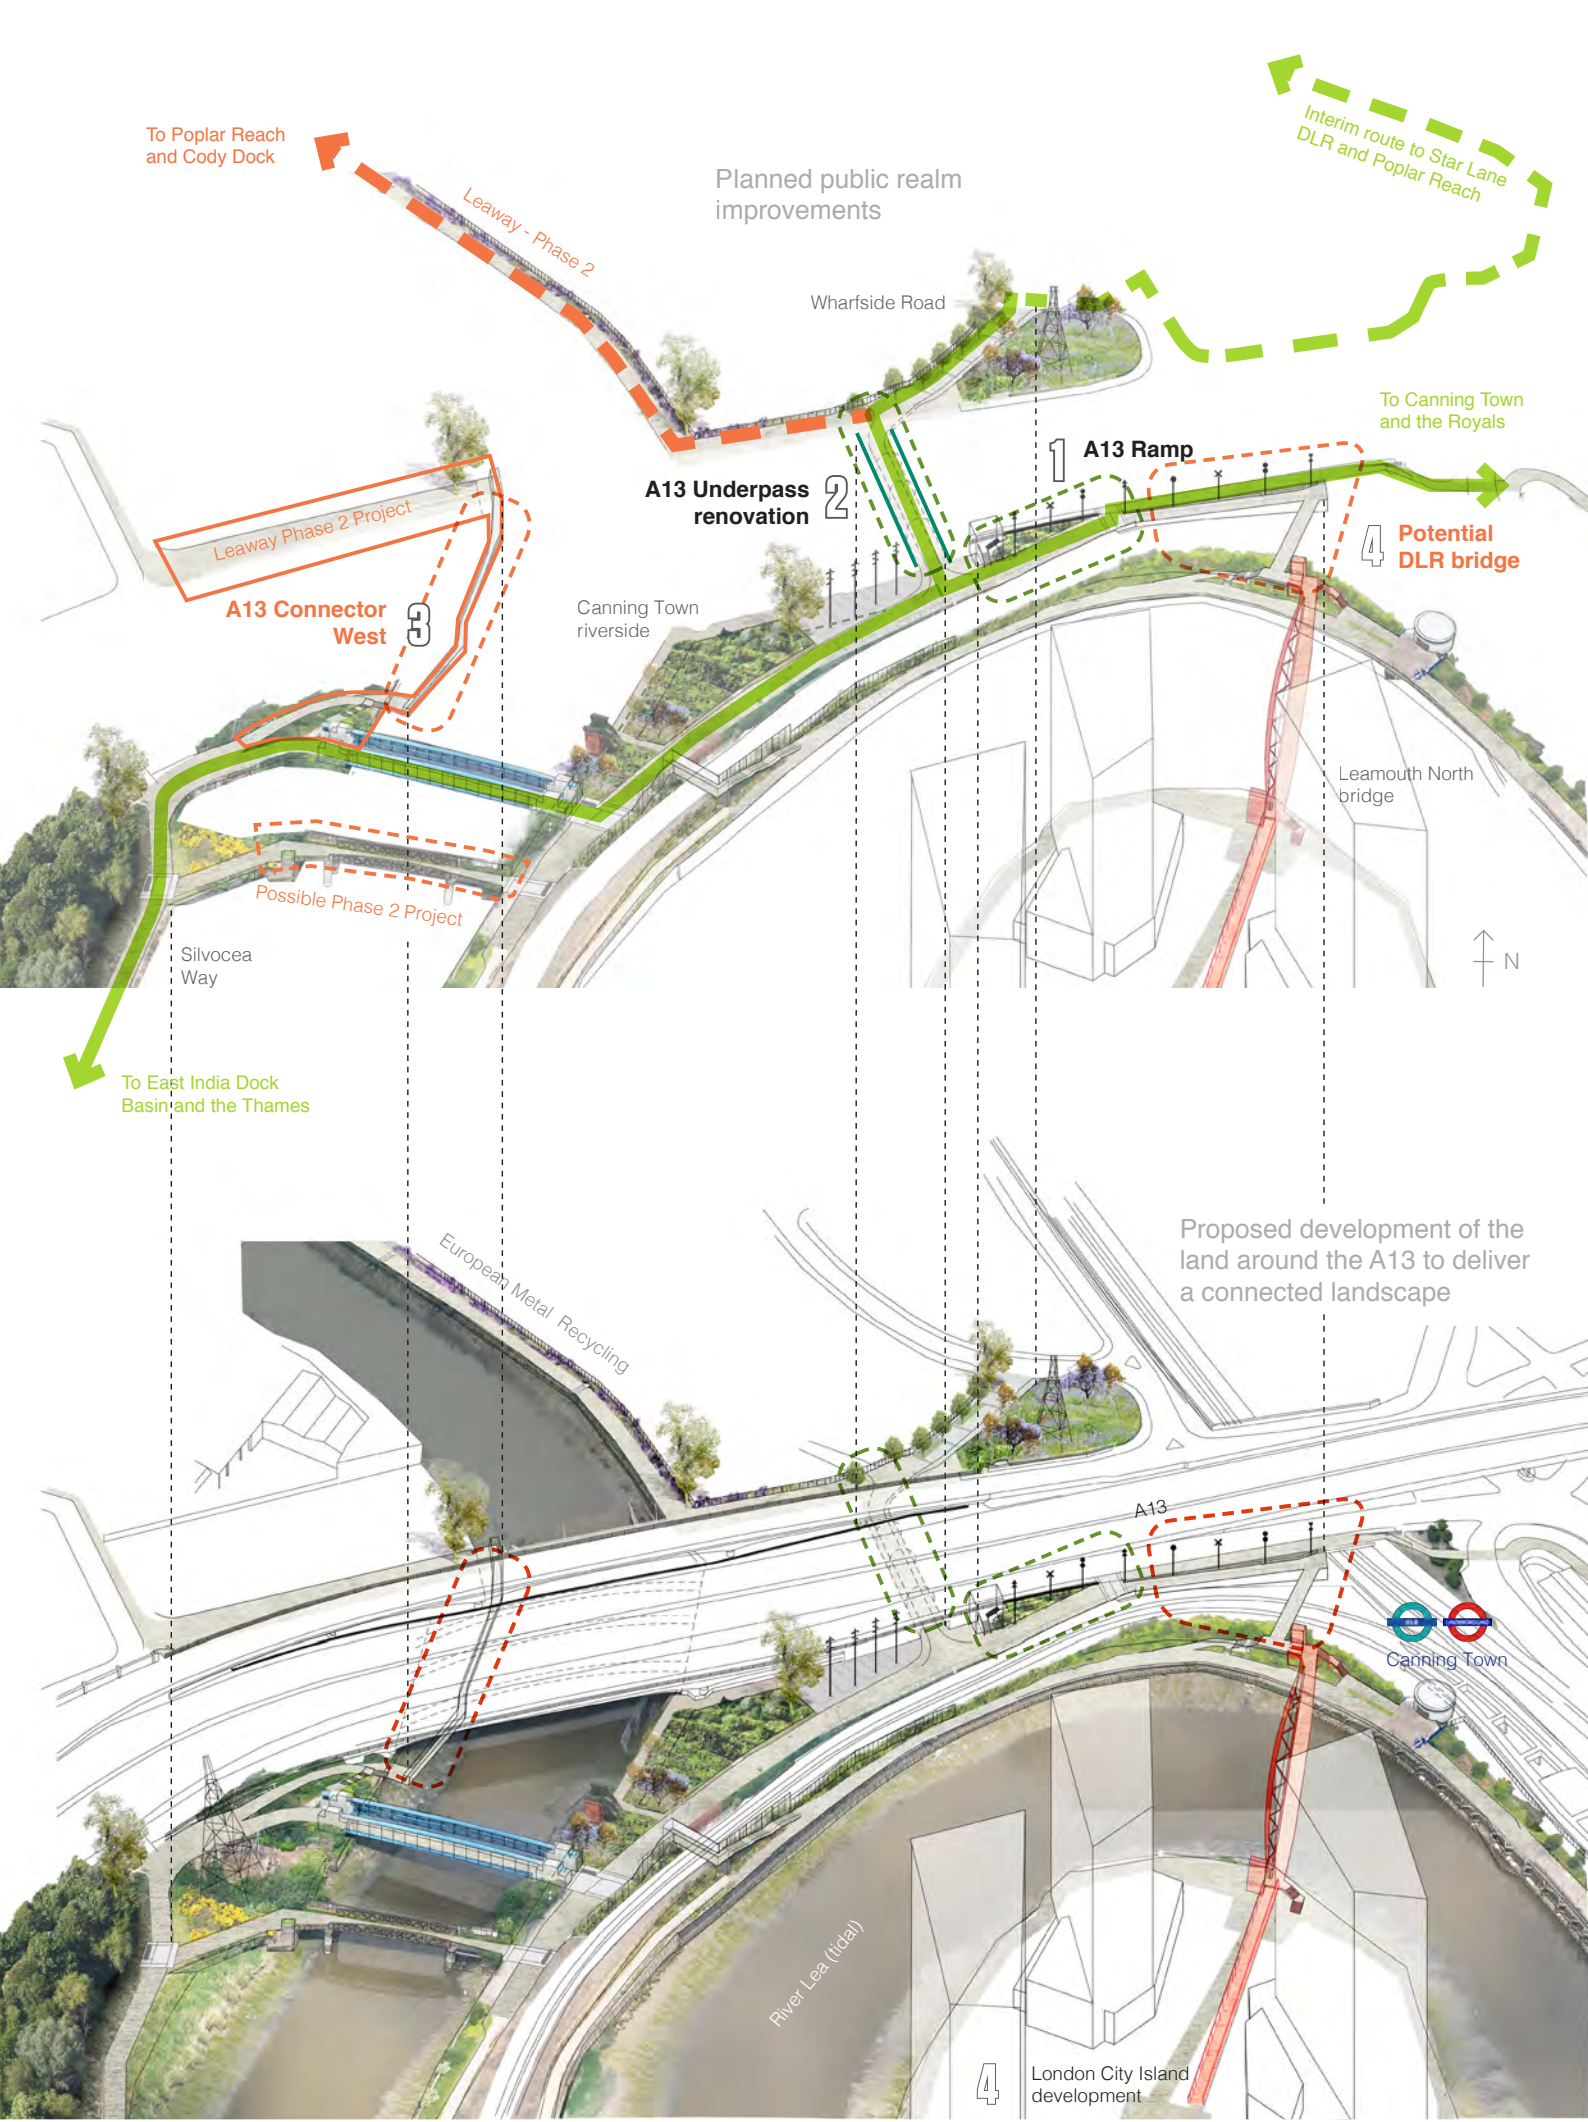 To Poplar Reach
and Cody Dock
Leaway - Phase 2
Planned public realm
improvements
Interim route to Star Lane
DLR and Poplar Reach
Wharfside Road
To Canning Town
and the Royals
1
A13 Ramp
A13 Underpass
renovation
2
4
Potential
DLR bridge
Leaway Phase 2 Project
A13 Connector
West
3
Canning Town
riverside
Leamouth North
bridge
Possible Phase 2 Project
Silvocea
Way
N
To East India Dock
Basin and the Thames
European Metal Recycling
Proposed development of the
land around the A13 to deliver
a connected landscape
A13
DLR
UNDERGROUND
Canning Town
River Lea (tidal)
4
London City Island
development